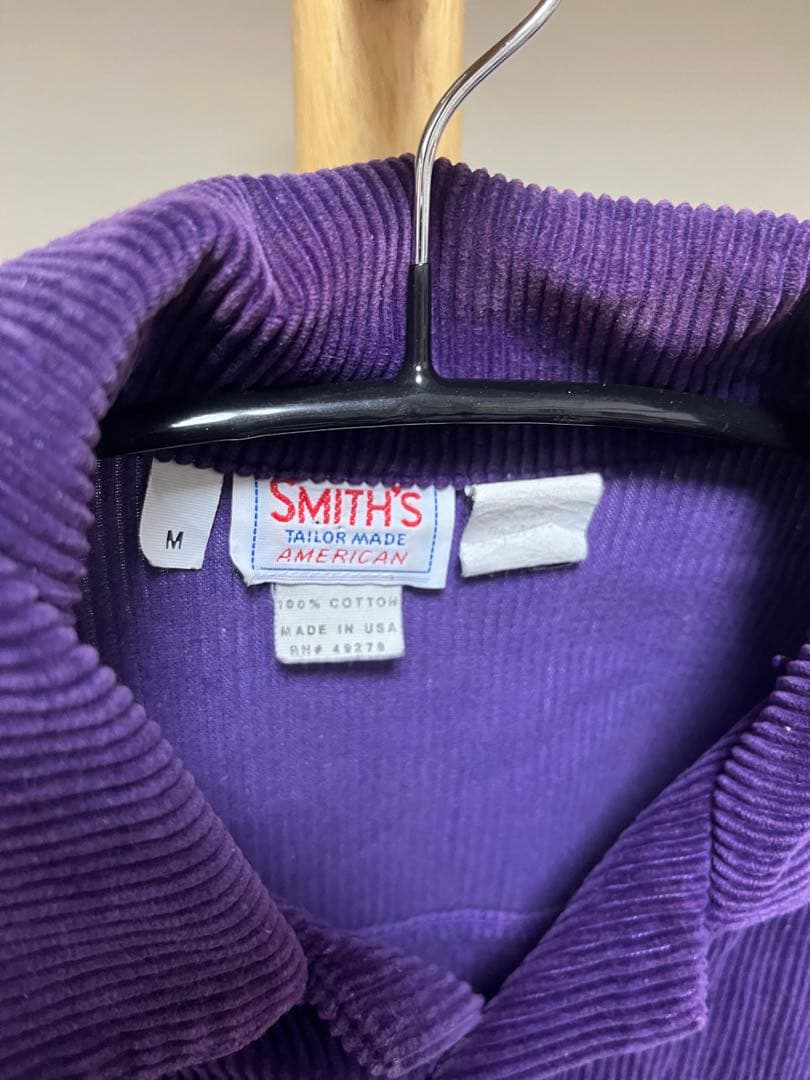 M
SMITH'S
TAILOR MADE
AMERICAN
100% COTTON
MADE IN USA
RN# 49278